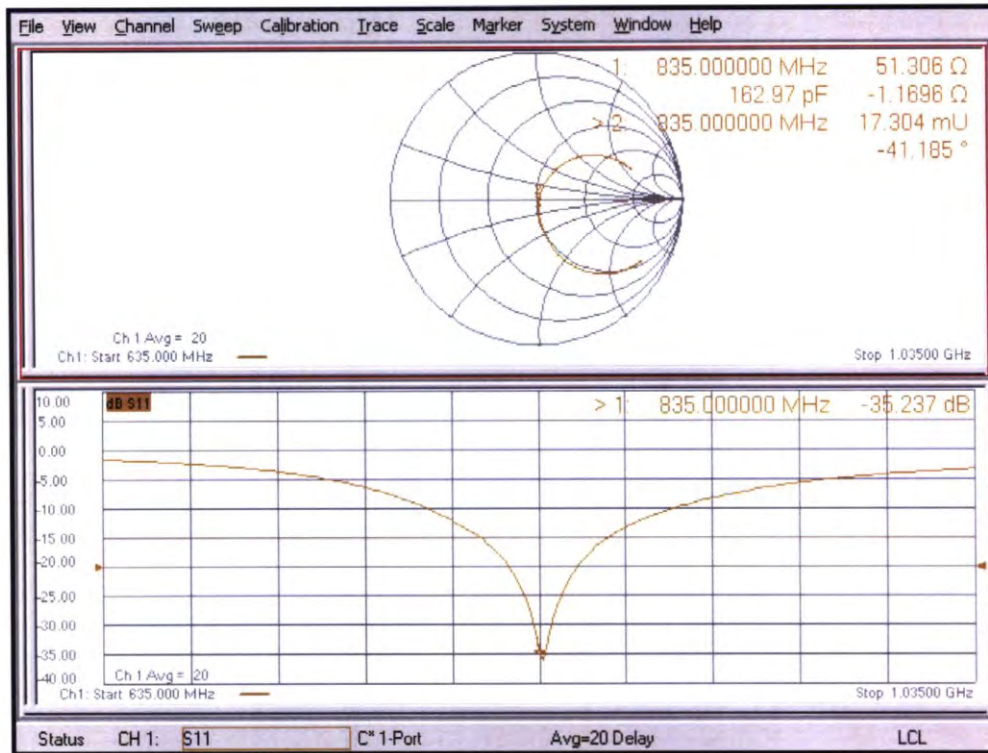 File View Channel Sweep Calibration Trace Scale Marker System Window Help
1: 835.000000 MHz 51.306 Ω
162.97 pF -1.1696 Ω
> 2: 835.000000 MHz 17.304 mU
-41.185 °
Ch 1 Avg = 20
Ch1: Start 635.000 MHz
Stop 1.03500 GHz
10.00
dB S11
> 1: 835.000000 MHz -35.237 dB
5.00
0.00
-5.00
-10.00
-15.00
-20.00
-25.00
-30.00
-35.00
-40.00
Ch 1 Avg = 20
Ch1: Start 635.000 MHz
Stop 1.03500 GHz
Status CH 1: S11 C* 1-Port Avg=20 Delay LCL